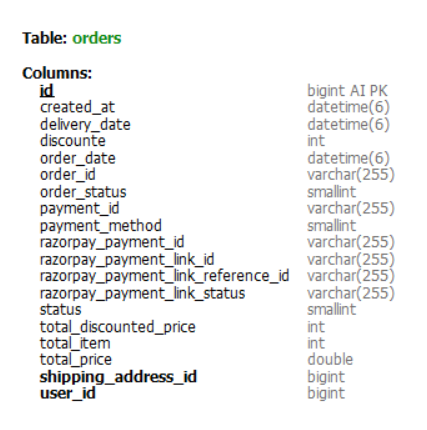 Table: orders
Columns:
id bigint AI PK
created_at datetime(6)
delivery_date datetime(6)
discounte int
order_date datetime(6)
order_id varchar(255)
order_status smallint
payment_id varchar(255)
payment_method smallint
razorpay_payment_id varchar(255)
razorpay_payment_link_id varchar(255)
razorpay_payment_link_reference_id varchar(255)
razorpay_payment_link_status varchar(255)
status smallint
total_discounted_price int
total_item int
total_price double
shipping_address_id bigint
user_id bigint